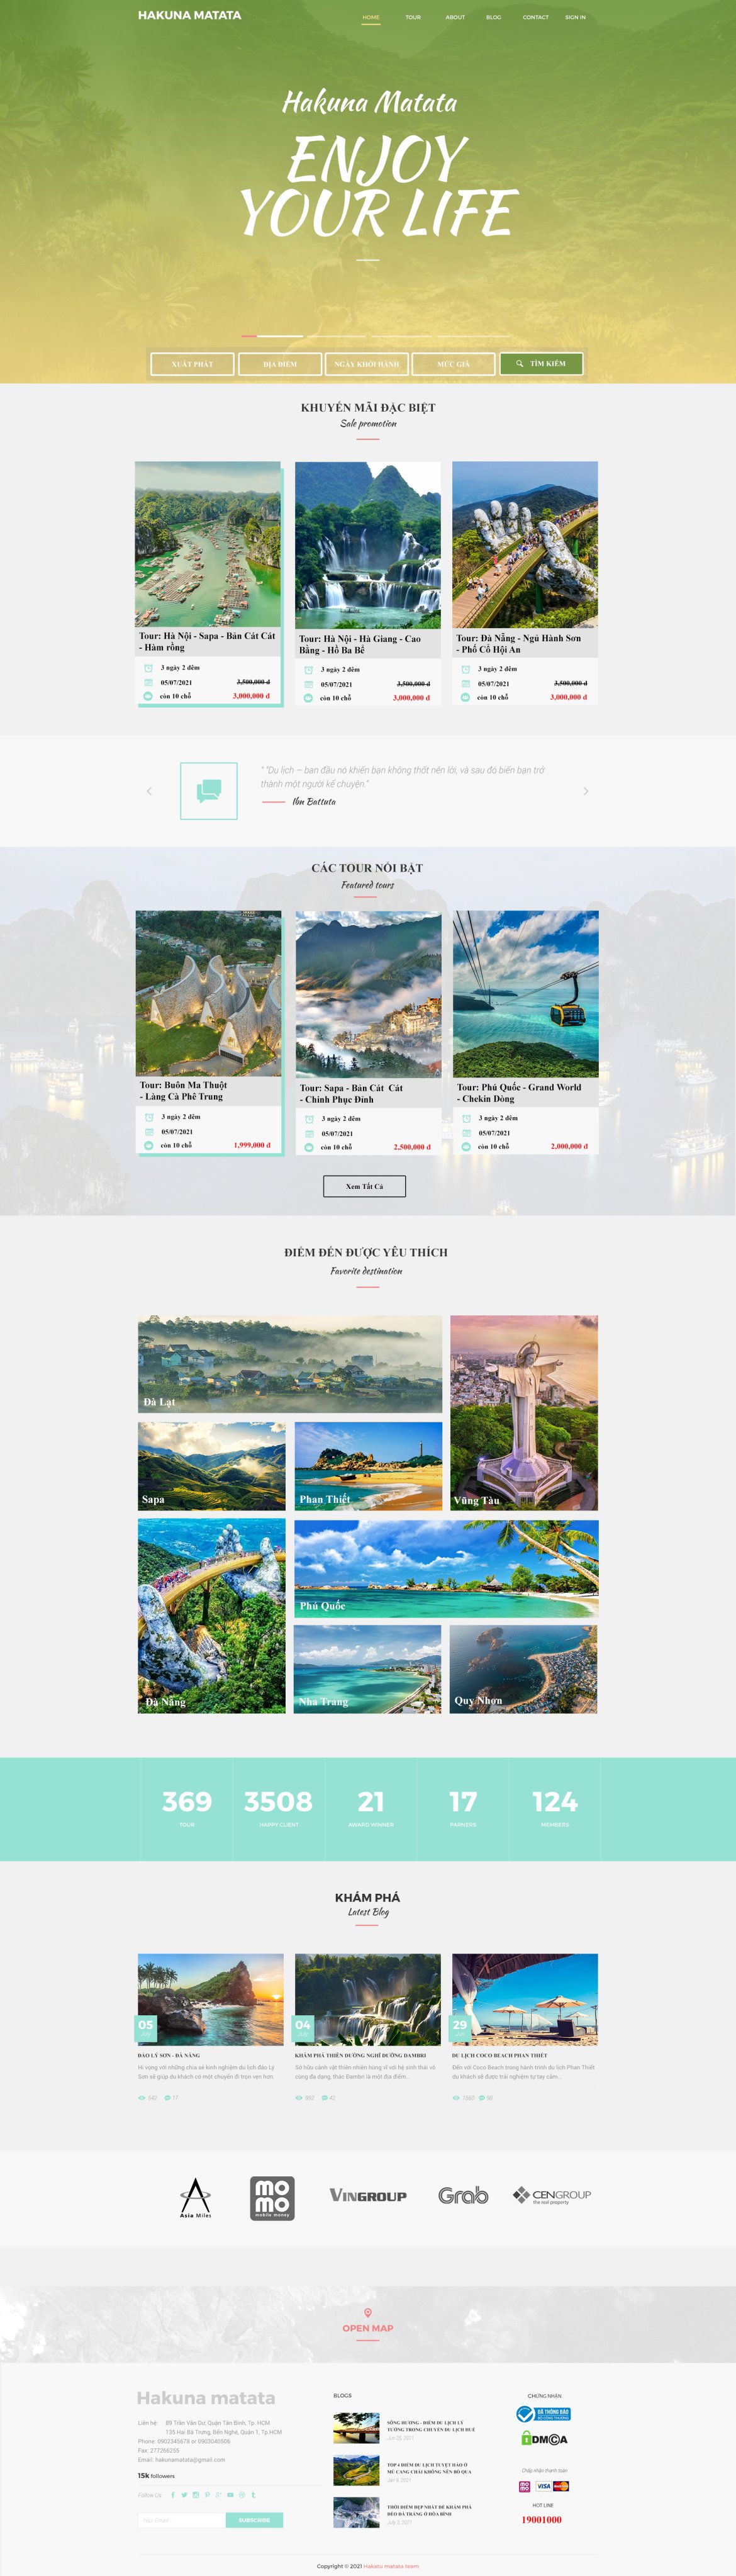 HAKUNA MATATA
HOME TOUR ABOUT BLOG CONTACT SIGN IN
Hakuna Matata
ENJOY
YOUR LIFE
XUẤT PHÁT ĐỊA ĐIỂM NGÀY KHỞI HÀNH MỨC GIÁ TÌM KIẾM
KHUYẾN MÃI ĐẶC BIỆT
Sale promotion
Tour: Hà Nội - Sapa - Bản Cát Cát
- Hàm rồng
3 ngày 2 đêm
05/07/2021 3,500,000 đ
còn 10 chỗ 3,000,000 đ
Tour: Hà Nội - Hà Giang - Cao
Bằng - Hồ Ba Bể
3 ngày 2 đêm
05/07/2021 3,500,000 đ
còn 10 chỗ 3,000,000 đ
Tour: Đà Nẵng - Ngũ Hành Sơn
- Phố Cổ Hội An
3 ngày 2 đêm
05/07/2021 3,500,000 đ
còn 10 chỗ 3,000,000 đ
" "Du lịch – ban đầu nó khiến bạn không thốt nên lời, và sau đó biến bạn trở
thành một người kể chuyện."
Ibn Battuta
CÁC TOUR NỔI BẬT
Featured tours
Tour: Buôn Ma Thuột
- Làng Cà Phê Trung
3 ngày 2 đêm
05/07/2021
còn 10 chỗ 1,999,000 đ
Tour: Sapa - Bản Cát Cát
- Chinh Phục Đỉnh
3 ngày 2 đêm
05/07/2021
còn 10 chỗ 2,500,000 đ
Tour: Phú Quốc - Grand World
- Chekin Dòng
3 ngày 2 đêm
05/07/2021
còn 10 chỗ 2,000,000 đ
Xem Tất Cả
ĐIỂM ĐẾN ĐƯỢC YÊU THÍCH
Favorite destination
Đà Lạt
Sapa
Phan Thiết
Vũng Tàu
Đà Nẵng
Phú Quốc
Nha Trang
Quy Nhơn
369 3508 21 17 124
TOUR HAPPY CLIENT AWARD WINNER PARNERS MEMBERS
KHÁM PHÁ
Latest Blog
05
ĐẢO LÝ SƠN - ĐÀ NẴNG
Hi vọng với những chia sẻ kinh nghiệm du lịch đảo Lý
Sơn sẽ giúp du khách có một chuyến đi trọn vẹn hơn.
542 17
04
KHÁM PHÁ THIÊN ĐƯỜNG NGHỈ DƯỠNG DAMBRI
Sở hữu cảnh vật thiên nhiên hùng vĩ với hệ sinh thái vô
cùng đa dạng, thác Dambri là một địa điểm...
42
29
DU LỊCH COCO BEACH PHAN THIẾT
Đến với Coco Beach trong hành trình du lịch Phan Thiết
du khách sẽ được trải nghiệm tự tay cắm...
98
Asia Miles
mo
mo
mobile money
VINGROUP
Grab
CENGROUP
the real property
OPEN MAP
Hakuna matata
Liên hệ: 89 Trần Văn Dư, Quận Tân Bình, Tp. HCM
135 Hai Bà Trưng, Bến Nghé, Quận 1, Tp.HCM
Phone: 0902345678 or 0903040506
Fax: 277266255
Email: hakunamatata@gmail.com
15k followers
Follow Us
Your Email
SUBSCRIBE
BLOGS
SÔNG HƯƠNG - ĐIỂM DU LỊCH LÝ
TƯỞNG TRONG CHUYẾN DU LỊCH HUẾ
TOP 4 ĐIỂM DU LỊCH TUYỆT HẢO Ở
MÙ CANG CHẢI KHÔNG NÊN BỎ QUA
THỜI ĐIỂM ĐẸP NHẤT ĐỂ KHÁM PHÁ
ĐÈO ĐÁ TRẮNG Ở HÒA BÌNH
CHỨNG NHẬN
ĐÃ THÔNG BÁO
BỘ CÔNG THƯƠNG
DMCA
Chấp nhận thanh toán
VISA
HOT LINE
19001000
Copyright © 2021 Hakatu matata team